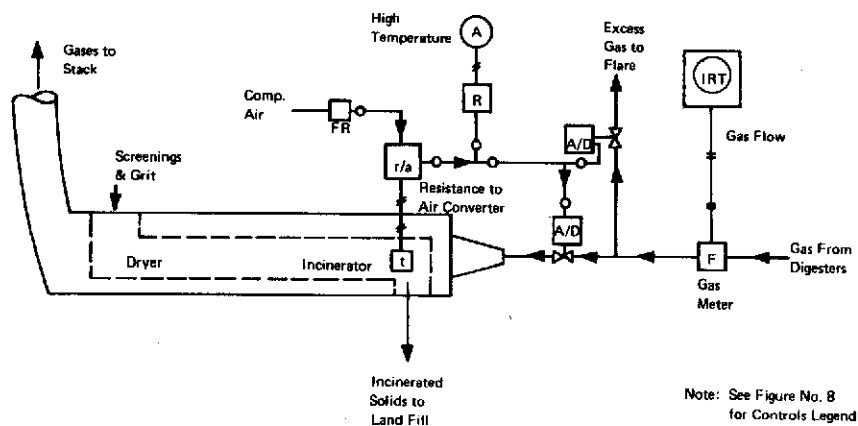 High
Temperature
A
Excess
Gas to
Flare
Gases to
Stack
IRT
Comp.
Air
FR
R
A/D
Gas Flow
Screenings
& Grit
r/a
Resistance to
Air Converter
A/D
Dryer
Incinerator
t
F
Gas
Meter
Gas From
Digesters
Incinerated
Solids to
Land Fill
Note: See Figure No. 8
for Controls Legend